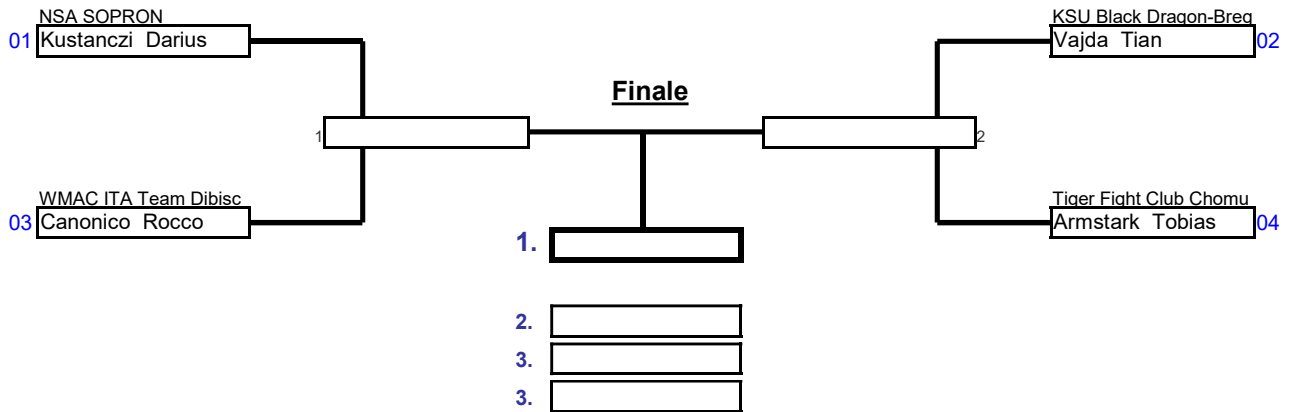 NSA SOPRON
01 Kustanczi Darius
KSU Black Dragon-Breg
Vajda Tian 02
Finale
1
2
WMAC ITA Team Dibisc
03 Canonico Rocco
Tiger Fight Club Chomu
Armstark Tobias 04
1.
2.
3.
3.